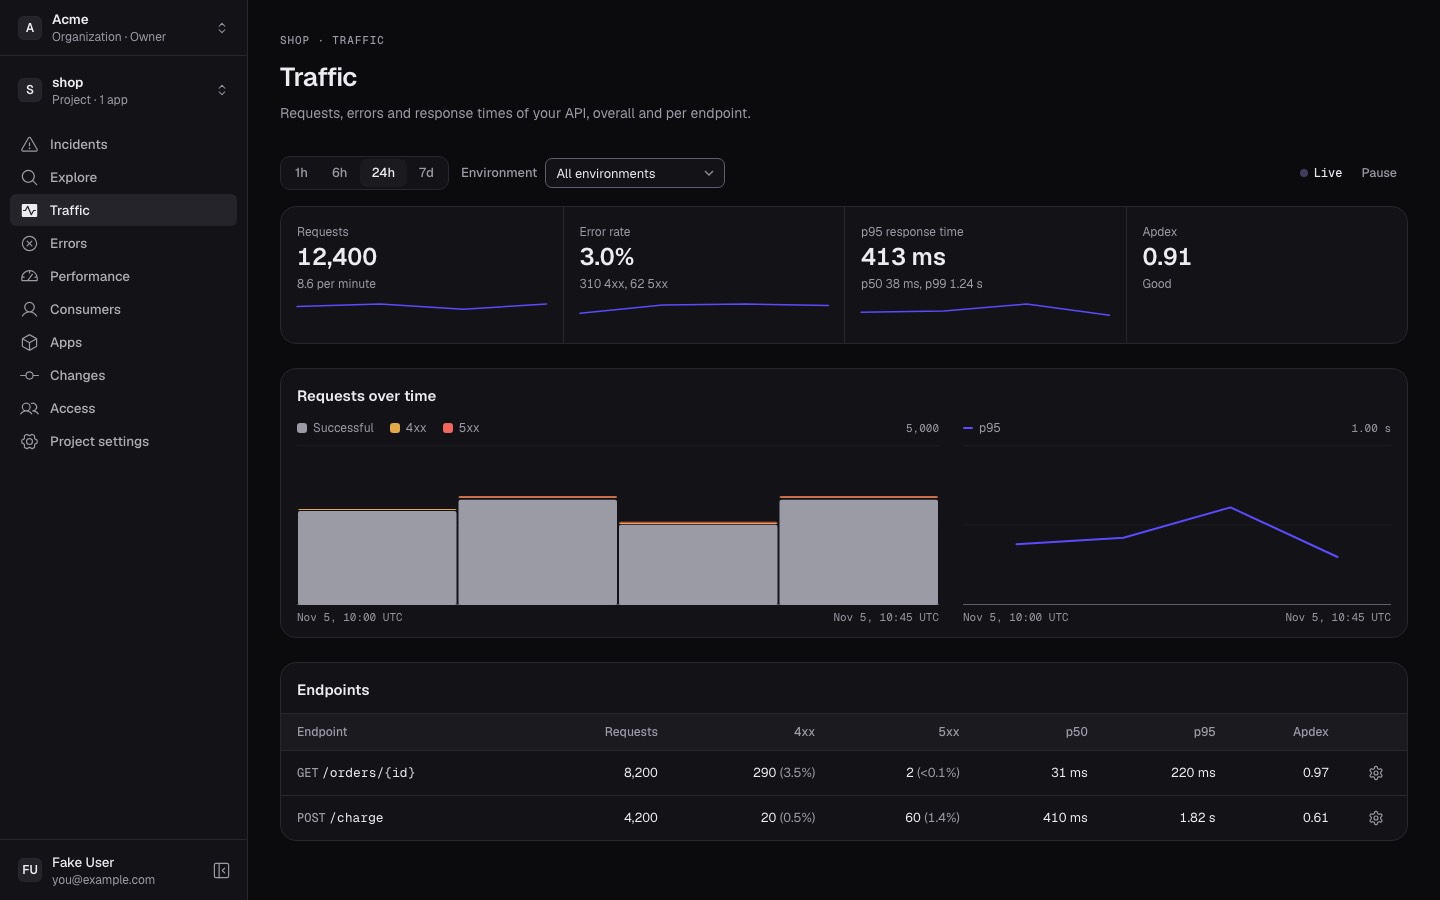 A
Acme
Organization · Owner
S
shop
Project · 1 app
Incidents
Explore
Traffic
Errors
Performance
Consumers
Apps
Changes
Access
Project settings
FU
Fake User
you@example.com
SHOP · TRAFFIC
Traffic
Requests, errors and response times of your API, overall and per endpoint.
1h 6h 24h 7d Environment All environments Live Pause
Requests
12,400
8.6 per minute
Error rate
3.0%
310 4xx, 62 5xx
p95 response time
413 ms
p50 38 ms, p99 1.24 s
Apdex
0.91
Good
Requests over time
Successful 4xx 5xx 5,000
Nov 5, 10:00 UTC Nov 5, 10:45 UTC
p95 1.00 s
Nov 5, 10:00 UTC Nov 5, 10:45 UTC
Endpoints
Endpoint Requests 4xx 5xx p50 p95 Apdex
GET /orders/{id} 8,200 290 (3.5%) 2 (<0.1%) 31 ms 220 ms 0.97
POST /charge 4,200 20 (0.5%) 60 (1.4%) 410 ms 1.82 s 0.61